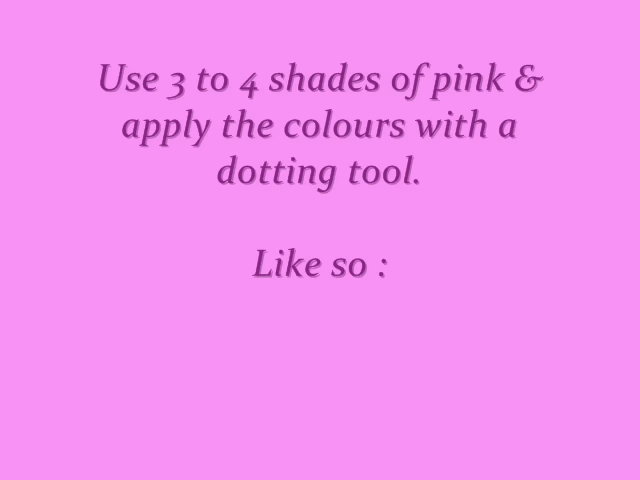 Use 3 to 4 shades of pink &
apply the colours with a
dotting tool.
Like so :